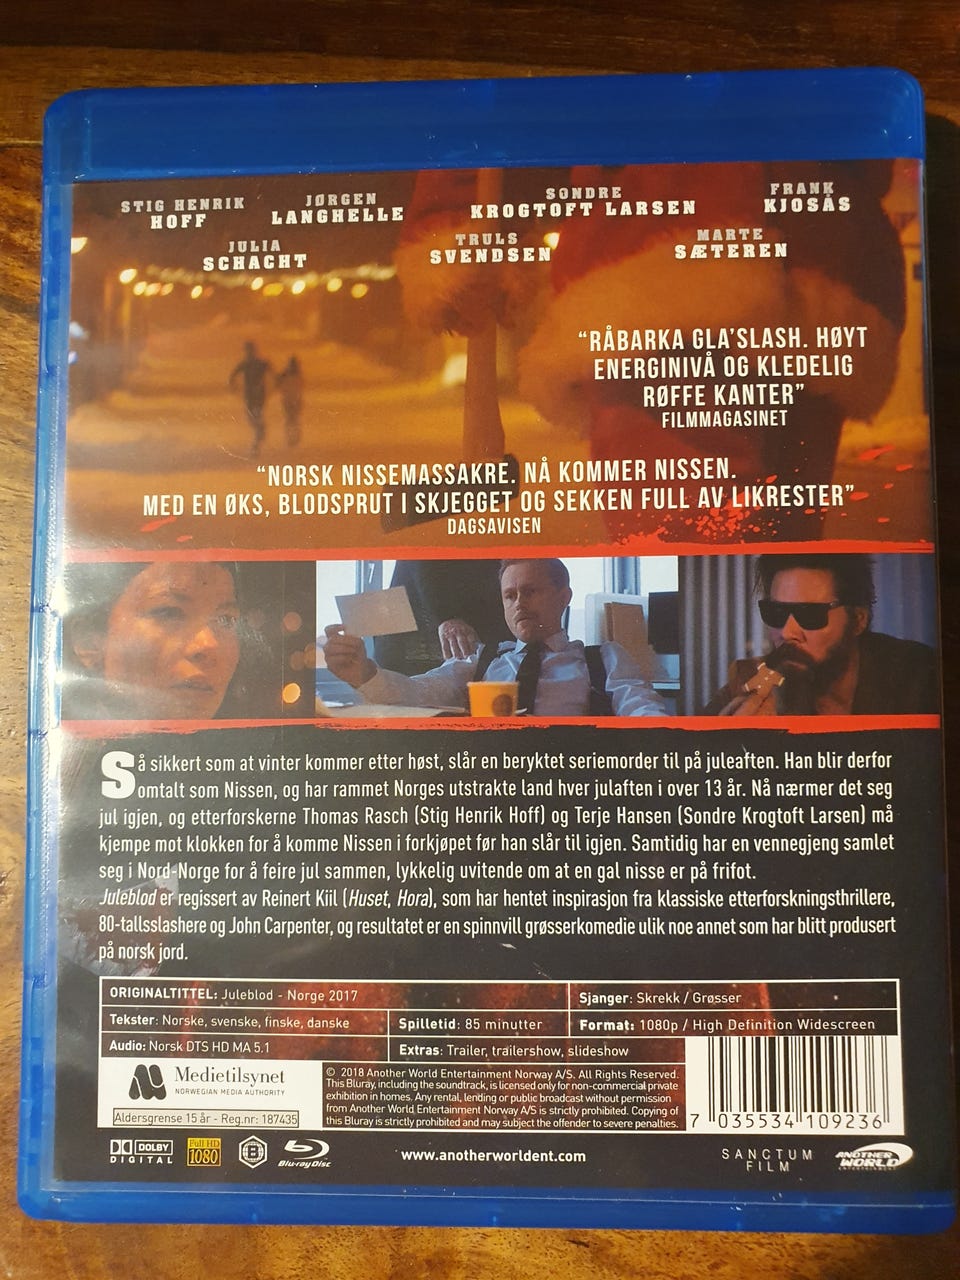 STIG HENRIK
HOFF
JØRGEN
LANGHELLE
SONDRE
KROGTOFT LARSEN
FRANK
KJOSÅS
JULIA
SCHACHT
TRULS
SVENDSEN
MARTE
SÆTEREN
“RÅBARKA GLA’SLASH. HØYT
ENERGINIVÅ OG KLEDELIG
RØFFE KANTER”
FILMMAGASINET
“NORSK NISSEMASSAKRE. NÅ KOMMER NISSEN.
MED EN ØKS, BLODSPRUT I SKJEGGET OG SEKKEN FULL AV LIKRESTER”
DAGSAVISEN
Så sikkert som at vinter kommer etter høst, slår en beryktet seriemorder til på juleaften. Han blir derfor
omtalt som Nissen, og har rammet Norges utstrakte land hver julaften i over 13 år. Nå nærmer det seg
jul igjen, og etterforskerne Thomas Rasch (Stig Henrik Hoff) og Terje Hansen (Sondre Krogtoft Larsen) må
kjempe mot klokken for å komme Nissen i forkjøpet før han slår til igjen. Samtidig har en vennegjeng samlet
seg i Nord-Norge for å feire jul sammen, lykkelig uvitende om at en gal nisse er på frifot.
Juleblod er regissert av Reinert Kiil (Huset, Hora), som har hentet inspirasjon fra klassiske etterforskningsthrillere,
80-tallsslashere og John Carpenter, og resultatet er en spinnvill grøsserkomedie ulik noe annet som har blitt produsert
på norsk jord.
ORIGINALTITTEL: Juleblod - Norge 2017
Sjanger: Skrekk / Grøsser
Tekster: Norske, svenske, finske, danske
Spilletid: 85 minutter
Format: 1080p / High Definition Widescreen
Audio: Norsk DTS HD MA 5.1
Extras: Trailer, trailershow, slideshow
Medietilsynet
NORWEGIAN MEDIA AUTHORITY
Aldersgrense 15 år - Reg.nr: 187435
© 2018 Another World Entertainment Norway A/S. All Rights Reserved.
This Bluray, including the soundtrack, is licensed only for non-commercial private
exhibition in homes. Any rental, lending or public broadcast without permission
from Another World Entertainment Norway A/S is strictly prohibited. Copying of
this Bluray is strictly prohibited and may subject the offender to severe penalties.
7 035534 109236
DOLBY
DIGITAL
Full HD
1080
B
Blu-ray Disc
www.anotherworldent.com
SANCTUM
FILM
ANOTHER
WORLD
ENTERTAINMENT